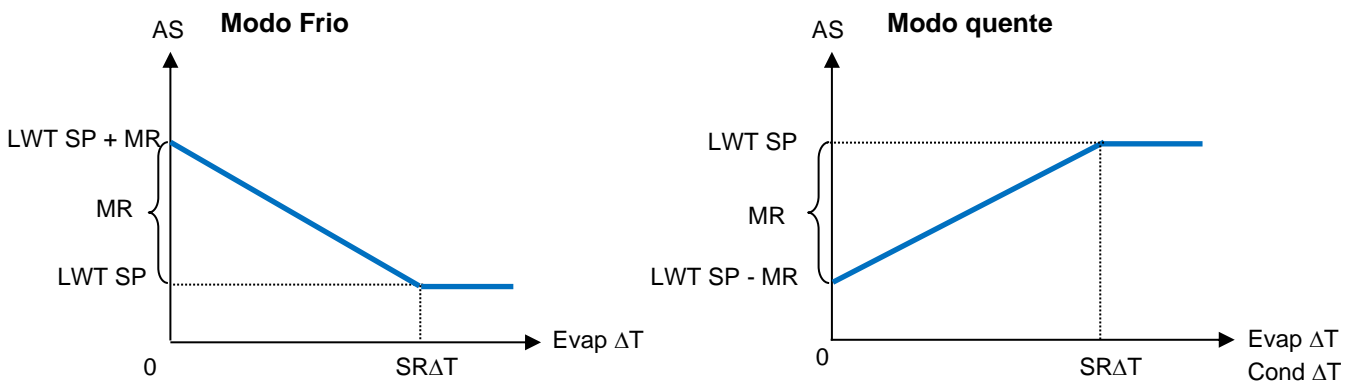 Modo Frio
AS
LWT SP + MR
MR
LWT SP
0
SR∆T
Evap ∆T
Modo quente
AS
LWT SP
MR
LWT SP - MR
0
SR∆T
Evap ∆T
Cond ∆T